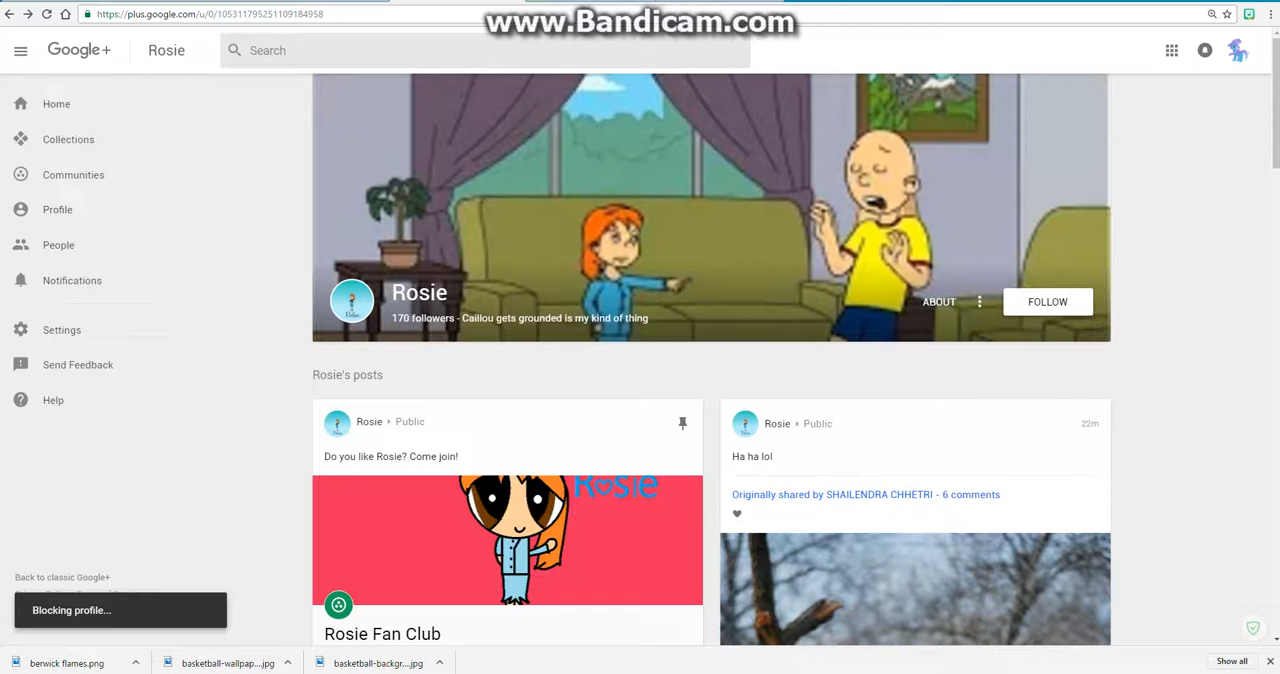 https://plus.google.com/u/0/105311795251109184958
www.Bandicam.com
Google+
Rosie
Search
Home
Collections
Communities
Profile
People
Notifications
Settings
Send Feedback
Help
Rosie
170 followers - Caillou gets grounded is my kind of thing
ABOUT
FOLLOW
Rosie's posts
Rosie ▸ Public
Do you like Rosie? Come join!
Rosie
Rosie Fan Club
Rosie ▸ Public
22m
Ha ha lol
Originally shared by SHAILENDRA CHHETRI - 6 comments
Back to classic Google+
Blocking profile...
berwick flames.png
basketball-wallpap....jpg
basketball-backgr....jpg
Show all